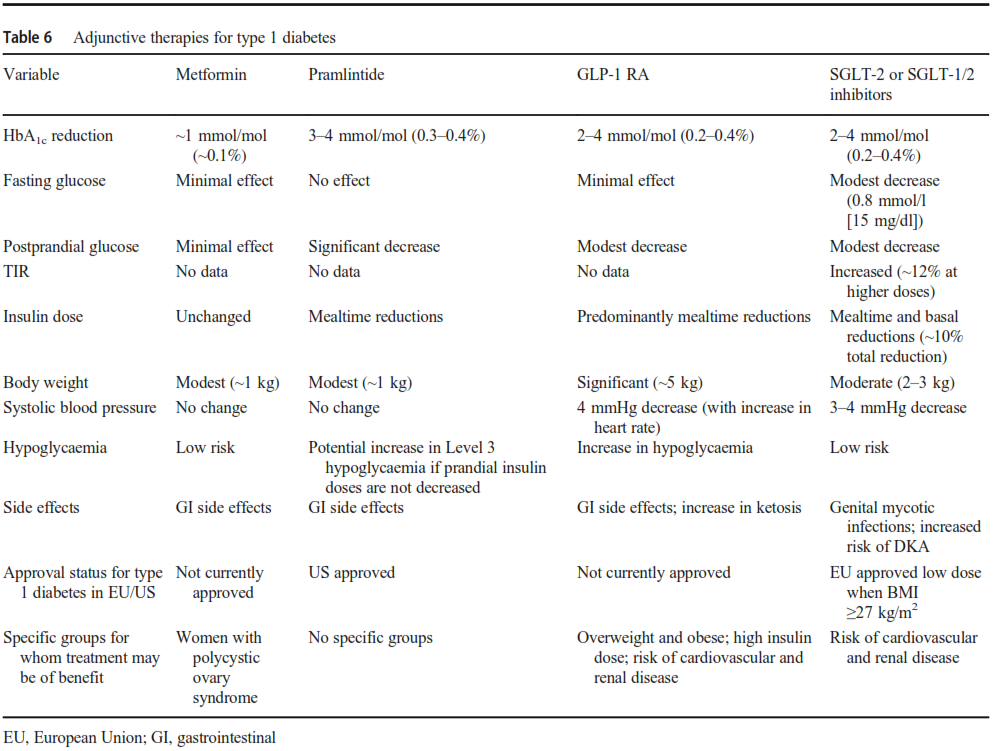 Table 6 Adjunctive therapies for type 1 diabetes
Variable Metformin Pramlintide GLP-1 RA SGLT-2 or SGLT-1/2
inhibitors
HbA1c reduction ~1 mmol/mol 3–4 mmol/mol (0.3–0.4%) 2–4 mmol/mol (0.2–0.4%) 2–4 mmol/mol
(~0.1%) (0.2–0.4%)
Fasting glucose Minimal effect No effect Minimal effect Modest decrease
(0.8 mmol/l
[15 mg/dl])
Postprandial glucose Minimal effect Significant decrease Modest decrease Modest decrease
TIR No data No data No data Increased (~12% at
higher doses)
Insulin dose Unchanged Mealtime reductions Predominantly mealtime reductions Mealtime and basal
reductions (~10%
total reduction)
Body weight Modest (~1 kg) Modest (~1 kg) Significant (~5 kg) Moderate (2–3 kg)
Systolic blood pressure No change No change 4 mmHg decrease (with increase in 3–4 mmHg decrease
heart rate)
Hypoglycaemia Low risk Potential increase in Level 3 Increase in hypoglycaemia Low risk
hypoglycaemia if prandial insulin
doses are not decreased
Side effects GI side effects GI side effects GI side effects; increase in ketosis Genital mycotic
infections; increased
risk of DKA
Approval status for type Not currently US approved Not currently approved EU approved low dose
1 diabetes in EU/US approved when BMI
≥27 kg/m2
Specific groups for Women with No specific groups Overweight and obese; high insulin Risk of cardiovascular
whom treatment may polycystic dose; risk of cardiovascular and and renal disease
be of benefit ovary renal disease
syndrome
EU, European Union; GI, gastrointestinal